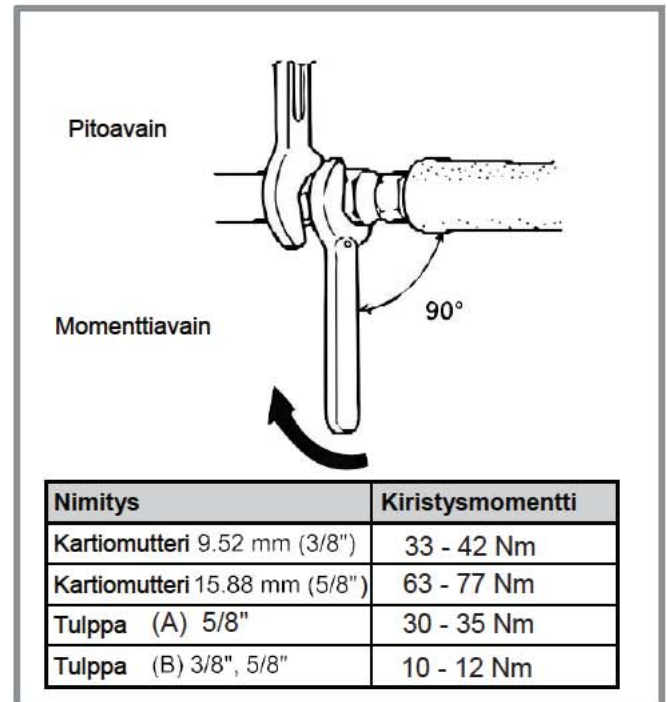 Pitoavain
Momenttiavain
90°
Nimitys Kiristysmomentti
Kartiomutteri 9.52 mm (3/8") 33 - 42 Nm
Kartiomutteri 15.88 mm (5/8") 63 - 77 Nm
Tulppa (A) 5/8" 30 - 35 Nm
Tulppa (B) 3/8", 5/8" 10 - 12 Nm